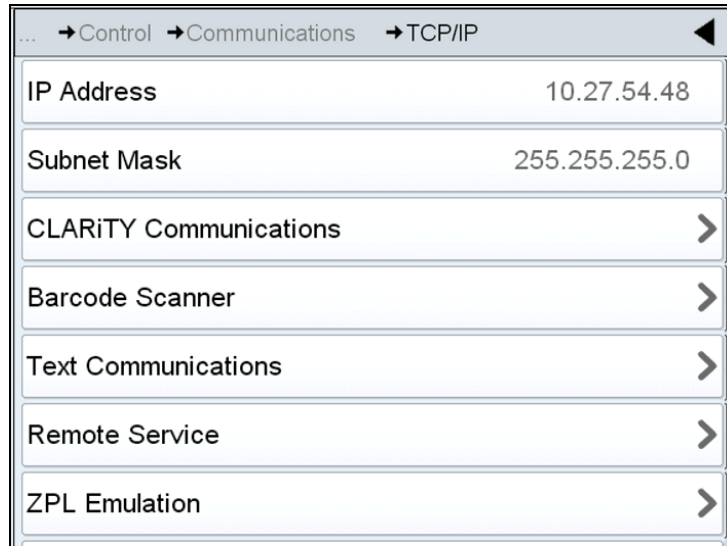 ... ➔Control ➔Communications ➔TCP/IP
IP Address 10.27.54.48
Subnet Mask 255.255.255.0
CLARiTY Communications
Barcode Scanner
Text Communications
Remote Service
ZPL Emulation